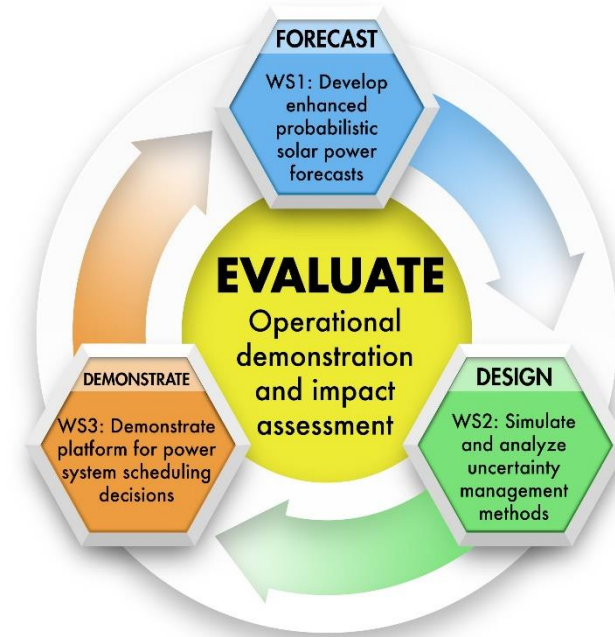 FORECAST
WS1: Develop
enhanced
probabilistic
solar power
forecasts
EVALUATE
Operational
demonstration
and impact
assessment
DESIGN
WS2: Simulate
and analyze
uncertainty
management
methods
DEMONSTRATE
WS3: Demonstrate
platform for power
system scheduling
decisions